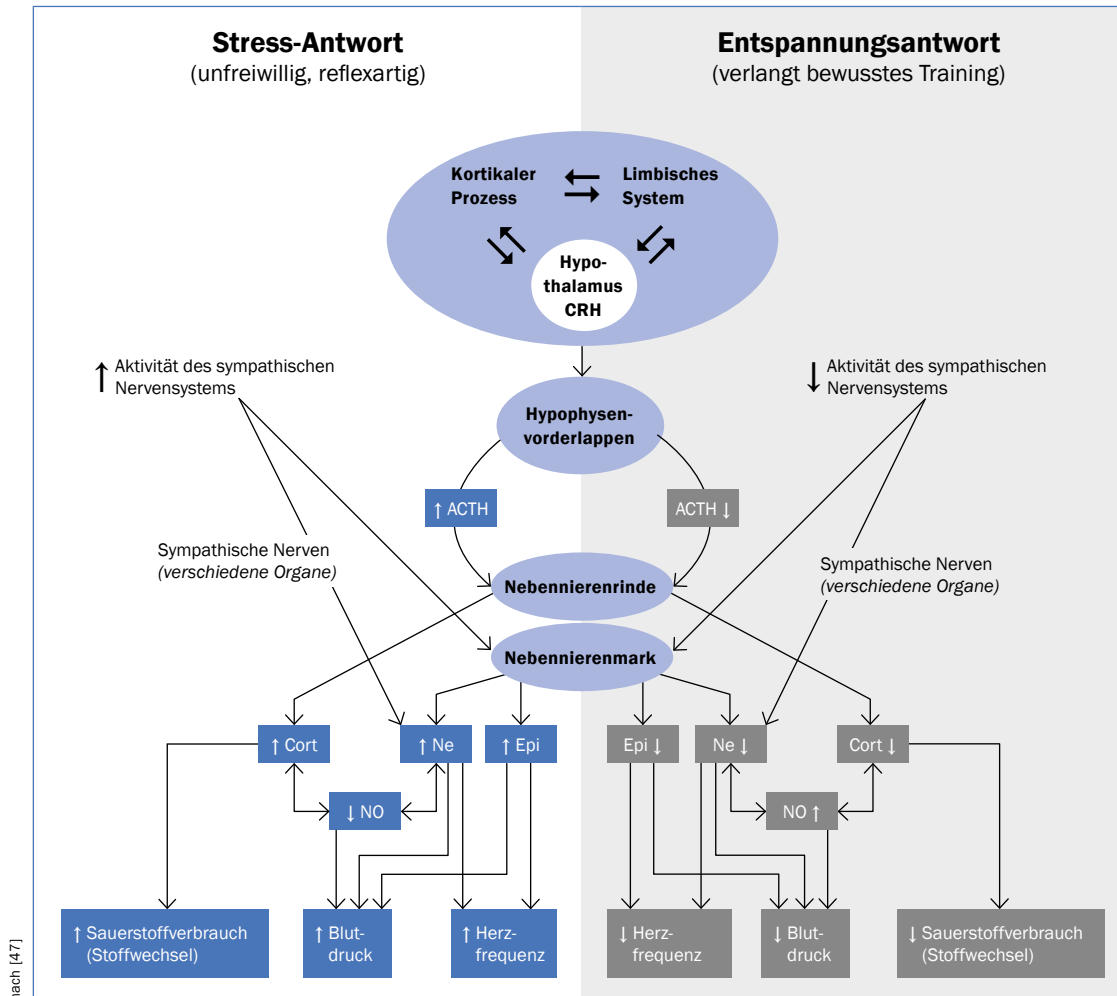 Stress-Antwort
(unfreiwillig, reflexartig)
Entspannungsantwort
(verlangt bewusstes Training)
Kortikaler
Prozess
Limbisches
System
Hypo-
thalamus
CRH
↑ Aktivität des sympathischen
Nervensystems
↓ Aktivität des sympathischen
Nervensystems
Hypophysen-
vorderlappen
↑ ACTH
ACTH ↓
Sympathische Nerven
(verschiedene Organe)
Sympathische Nerven
(verschiedene Organe)
Nebennierenrinde
Nebennierenmark
↑ Cort
↑ Ne
↑ Epi
Epi ↓
Ne ↓
Cort ↓
↓ NO
NO ↑
↑ Sauerstoffverbrauch
(Stoffwechsel)
↑ Blut-
druck
↑ Herz-
frequenz
↓ Herz-
frequenz
↓ Blut-
druck
↓ Sauerstoffverbrauch
(Stoffwechsel)
nach [47]